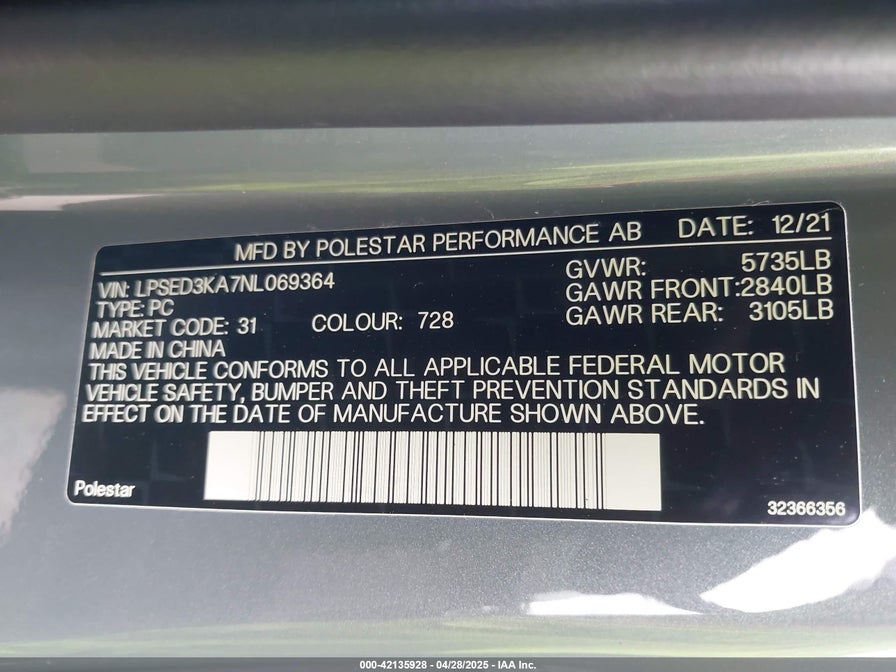 MFD BY POLESTAR PERFORMANCE AB DATE: 12/21
VIN: LPSED3KA7NL069364 GVWR: 5735LB
TYPE: PC GAWR FRONT:2840LB
MARKET CODE: 31 COLOUR: 728 GAWR REAR: 3105LB
MADE IN CHINA
THIS VEHICLE CONFORMS TO ALL APPLICABLE FEDERAL MOTOR
VEHICLE SAFETY, BUMPER AND THEFT PREVENTION STANDARDS IN
EFFECT ON THE DATE OF MANUFACTURE SHOWN ABOVE.
Polestar 32366356
000-42135928 - 04/28/2025 - IAA Inc.